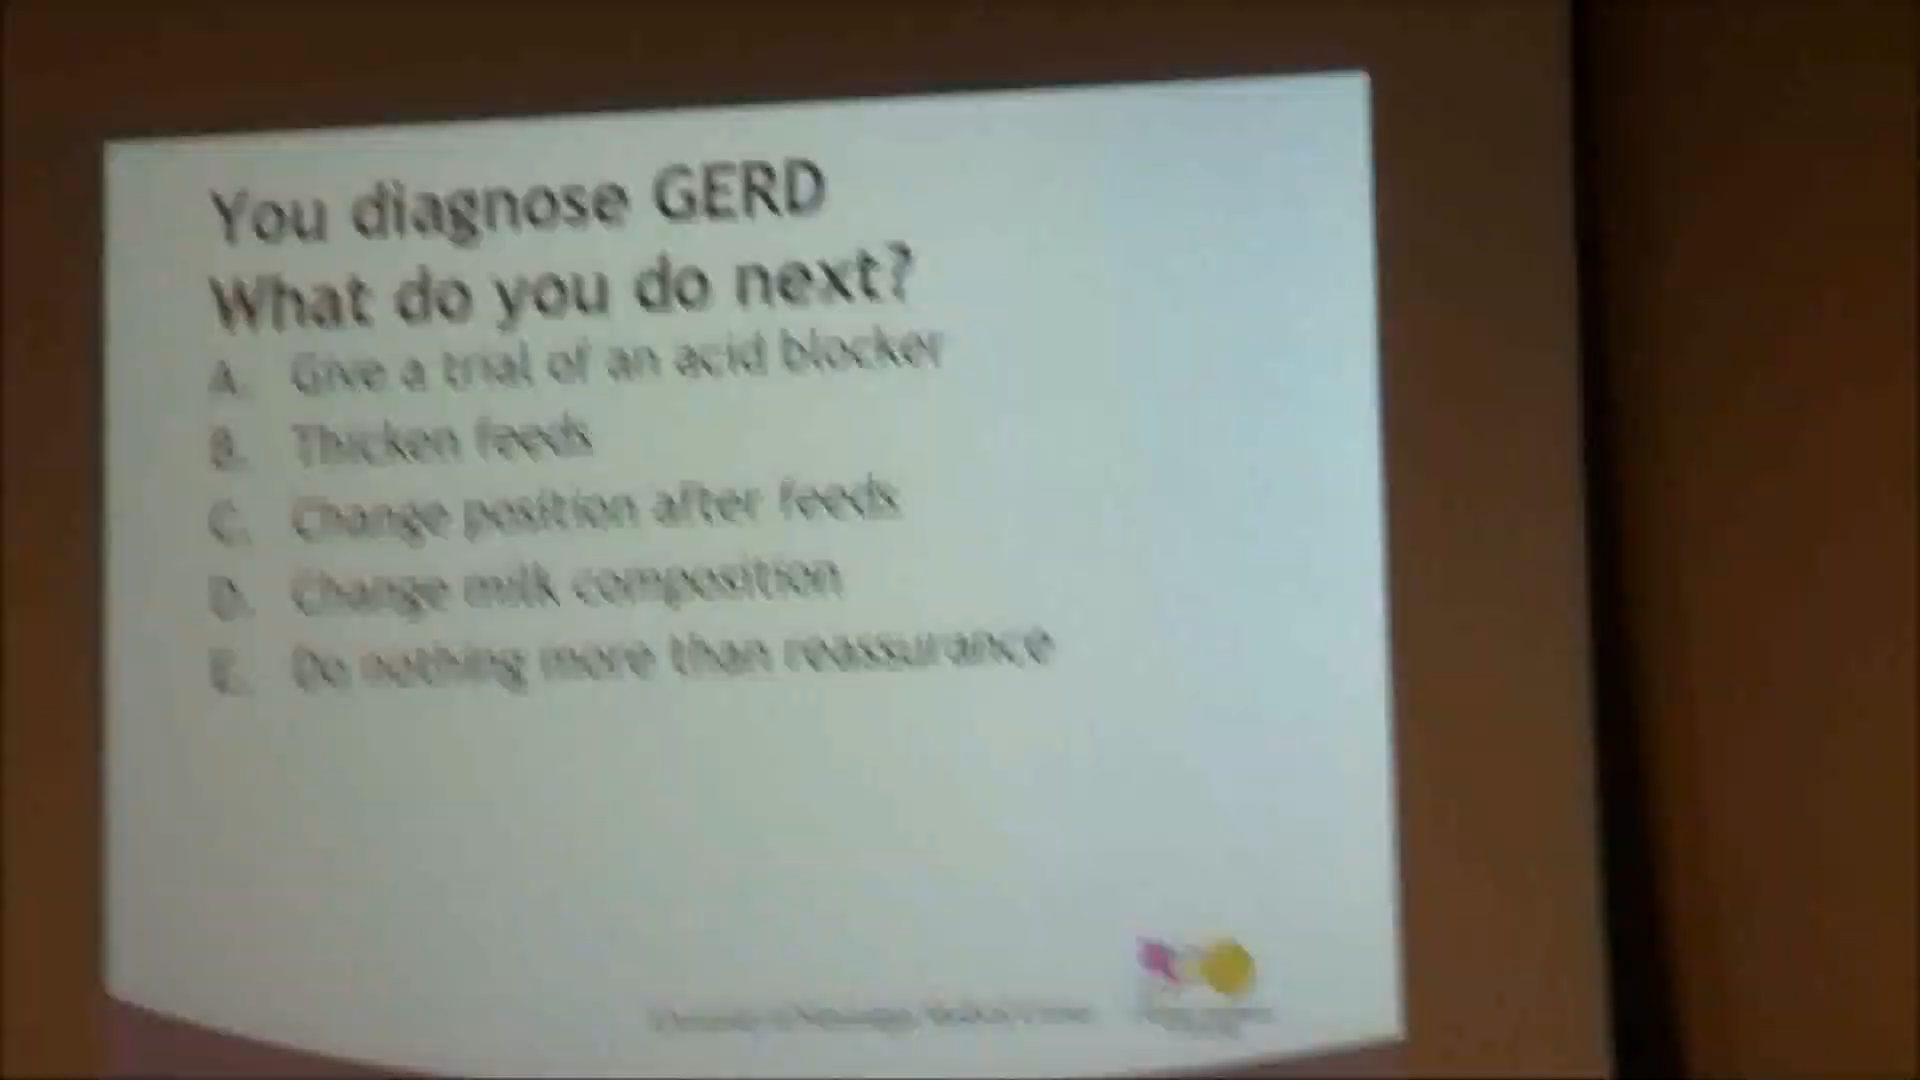 You diagnose GERD
What do you do next?
A. Give a trial of an acid blocker
B. Thicken feeds
C. Change position after feeds
D. Change milk composition
E. Do nothing more than reassurance